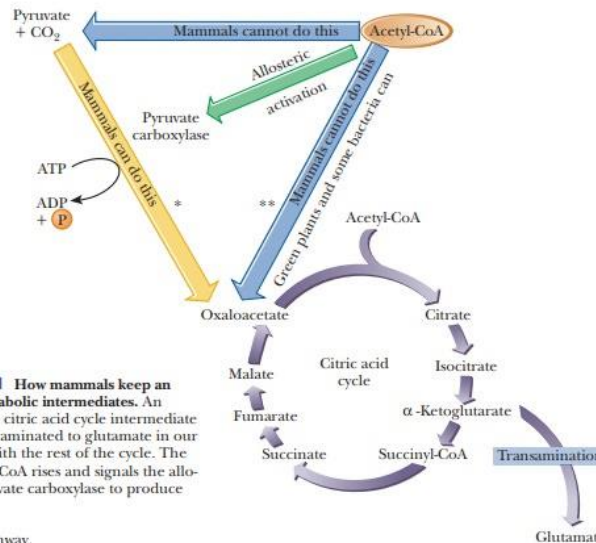 Pyruvate
+ CO₂
Mammals cannot do this
Acetyl-CoA
Allosteric
activation
Pyruvate
carboxylase
Mammals can do this
Mammals cannot do this
Green plants and some bacteria can
ATP
ADP
+ P
*
**
Acetyl-CoA
Oxaloacetate
Citrate
Malate
Citric acid
cycle
Isocitrate
Fumarate
α-Ketoglutarate
Succinate
Succinyl-CoA
Transamination
Glutamat
How mammals keep an
abolic intermediates. An
citric acid cycle intermediate
aminated to glutamate in our
ith the rest of the cycle. The
CoA rises and signals the allo-
vate carboxylase to produce
hway.